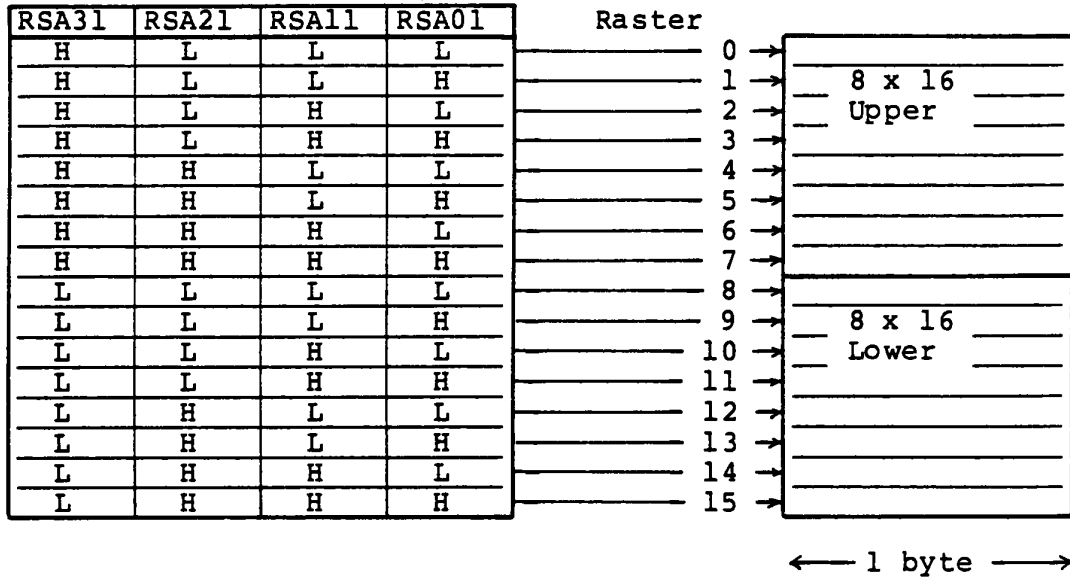 RSA31 RSA21 RSA11 RSA01 Raster
H L L L 0
H L L H 1 8 x 16
H L H L 2 Upper
H L H H 3
H H L L 4
H H L H 5
H H H L 6
H H H H 7
L L L L 8
L L L H 9 8 x 16
L L H L 10 Lower
L L H H 11
L H L L 12
L H L H 13
L H H L 14
L H H H 15
1 byte